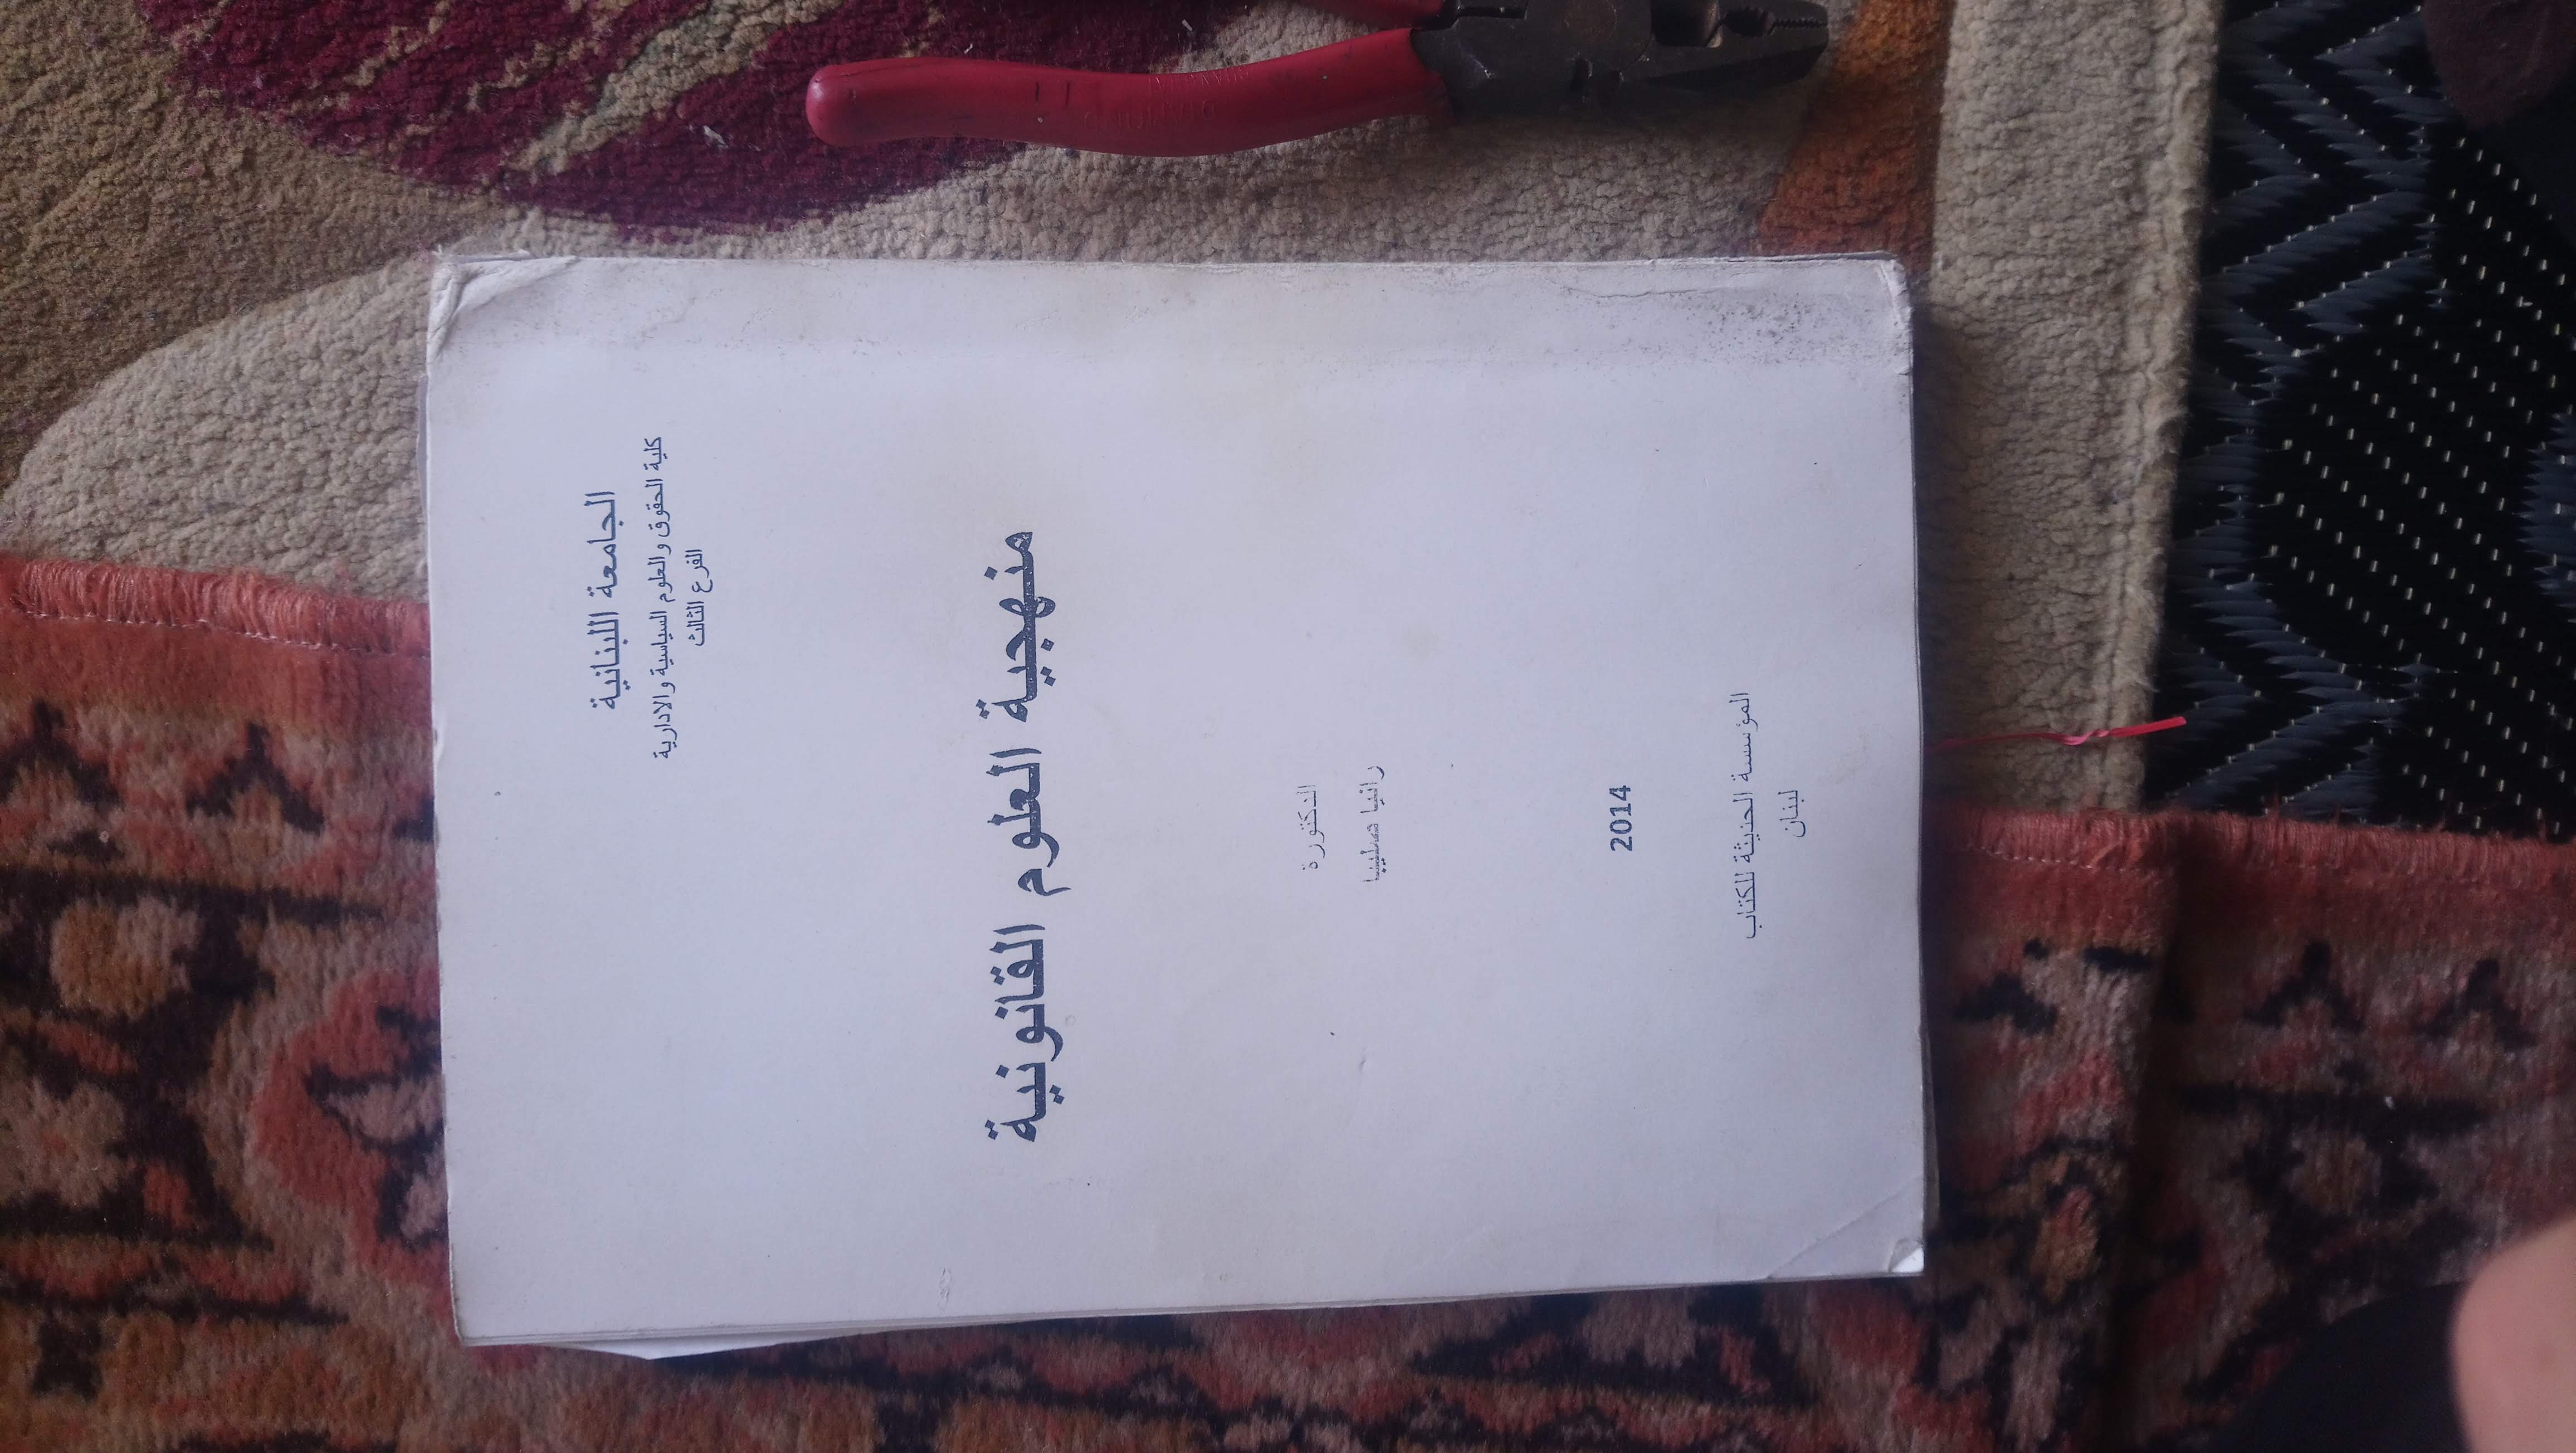 الجامعة اللبنانية
كلية الحقوق والعلوم السياسية والادارية
الفرع الثالث
منهجية العلوم القانونية
الدكتورة
رانيا صليبا
2014
المؤسسة الحديثة للكتاب
لبنان